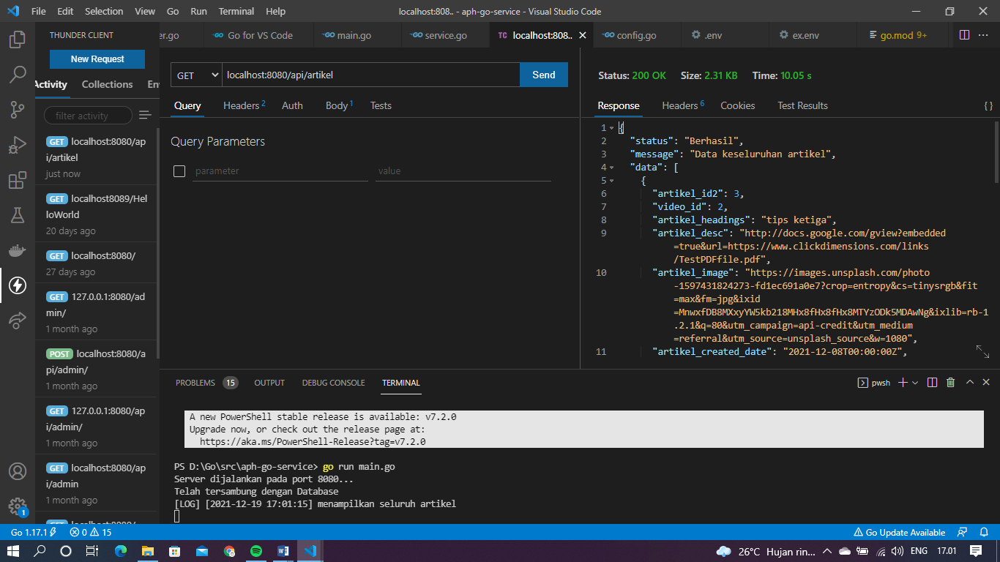 File Edit Selection View Go Run Terminal Help
localhost:808.. - aph-go-service - Visual Studio Code
THUNDER CLIENT
New Request
Activity Collections En
filter activity
GET localhost:8080/ap
i/artikel
just now
GET localhost8089/Hel
loWorld
20 days ago
GET localhost:8080/
27 days ago
GET 127.0.0.1:8080/ad
min/
1 month ago
POST localhost:8080/a
pi/admin/
1 month ago
GET 127.0.0.1:8080/ap
i/admin/
1 month ago
GET localhost:8080/ap
i/admin
1 month ago
GET localhost:8080/
er.go Go for VS Code main.go service.go TC localhost:808.. config.go .env ex.env go.mod 9+
GET localhost:8080/api/artikel Send
Query Headers 2 Auth Body 1 Tests
Query Parameters
parameter value
Status: 200 OK Size: 2.31 KB Time: 10.05 s
Response Headers 6 Cookies Test Results { }
1 {
2 "status": "Berhasil",
3 "message": "Data keseluruhan artikel",
4 "data": [
5 {
6 "artikel_id2": 3,
7 "video_id": 2,
8 "artikel_headings": "tips ketiga",
9 "artikel_desc": "http://docs.google.com/gview?embedded
=true&url=https://www.clickdimensions.com/links
/TestPDFfile.pdf",
10 "artikel_image": "https://images.unsplash.com/photo
-1597431824273-fd1ec691a0e7?crop=entropy&cs=tinysrgb&fit
=max&fm=jpg&ixid
=MnwxfDB8MXxyYW5kb218MHx8fHx8fHx8MTYzODk5MDAwNg&ixlib=rb-1
.2.1&q=80&utm_campaign=api-credit&utm_medium
=referral&utm_source=unsplash_source&w=1080",
11 "artikel_created_date": "2021-12-08T00:00:00Z",
PROBLEMS 15 OUTPUT DEBUG CONSOLE TERMINAL
pwsh
A new PowerShell stable release is available: v7.2.0
Upgrade now, or check out the release page at:
https://aka.ms/PowerShell-Release?tag=v7.2.0
PS D:\Go\src\aph-go-service> go run main.go
Server dijalankan pada port 8080...
Telah tersambung dengan Database
[LOG] [2021-12-19 17:01:15] menampilkan seluruh artikel
1
Go 1.17.1 0 15 Go Update Available
26°C Hujan rin... ENG 17.01